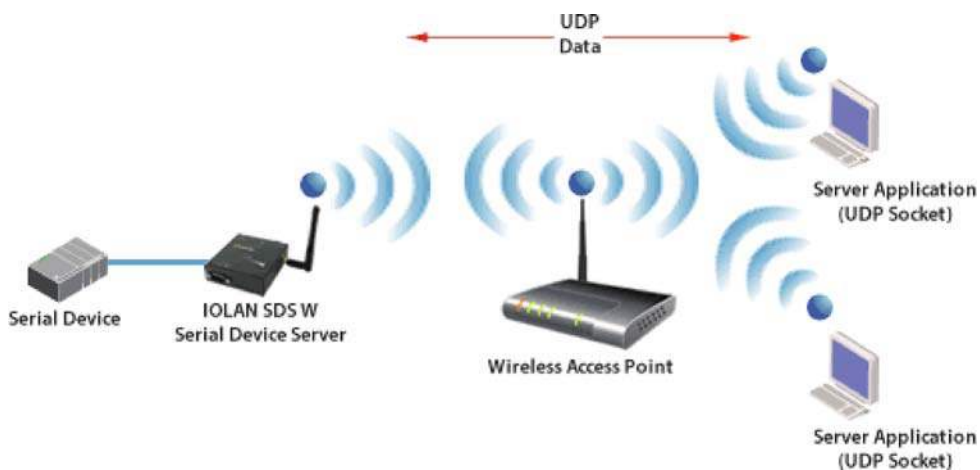 UDP
Data
Server Application
(UDP Socket)
Serial Device
IOLAN SDS W
Serial Device Server
Wireless Access Point
Server Application
(UDP Socket)